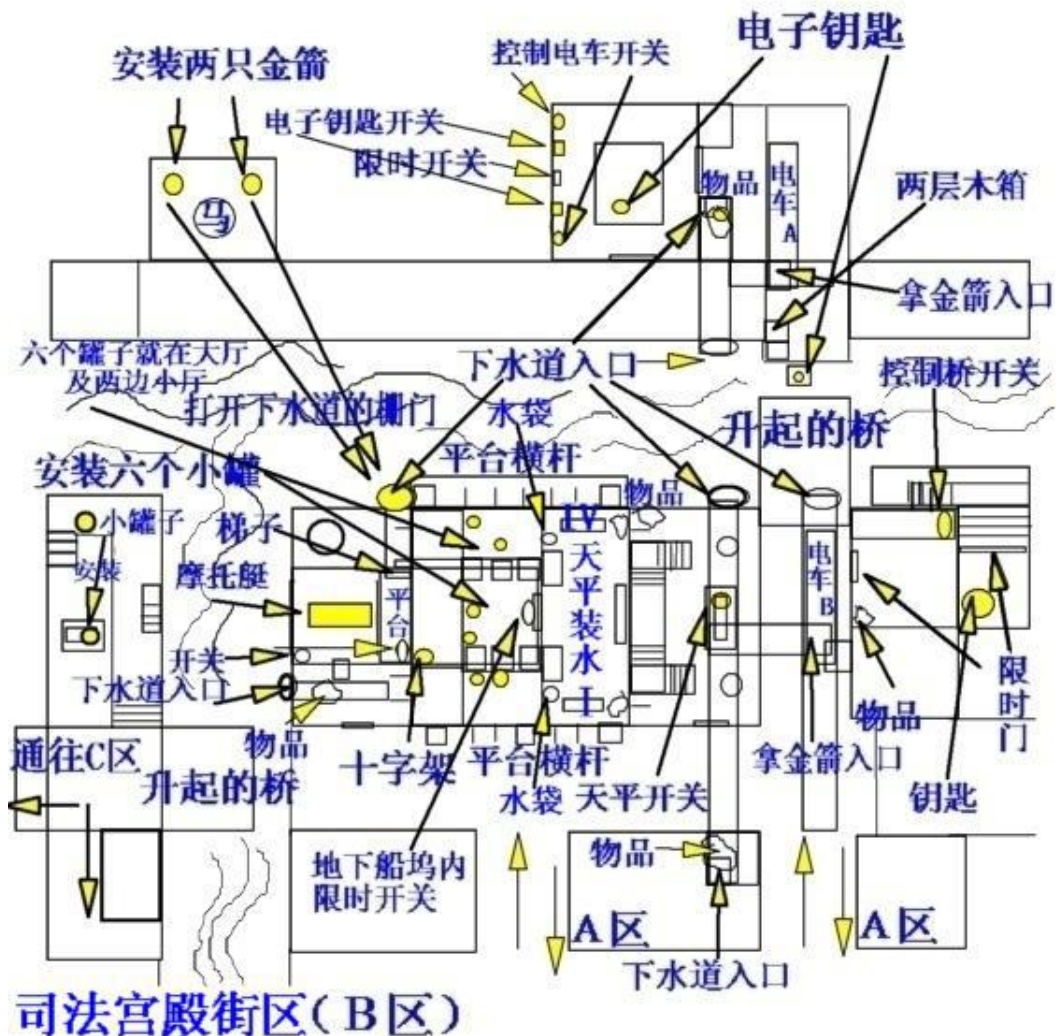 电子钥匙
控制电车开关
安装两只金箭
电子钥匙开关
限时开关
物品
电车A
两层木箱
马
拿金箭入口
六个罐子就在大厅
及两边小厅
下水道入口
控制桥开关
打开下水道的栅门
水袋
升起的桥
平台横杆
安装六个小罐
物品
小罐子
梯子
IV
天平装水
I
安装
摩托艇
平台
电车B
开关
下水道入口
限时门
物品
物品
通往C区
十字架
平台横杆
拿金箭入口
升起的桥
水袋
天平开关
钥匙
地下船坞内
限时开关
物品
A区
A区
下水道入口
司法宫殿街区(B区)